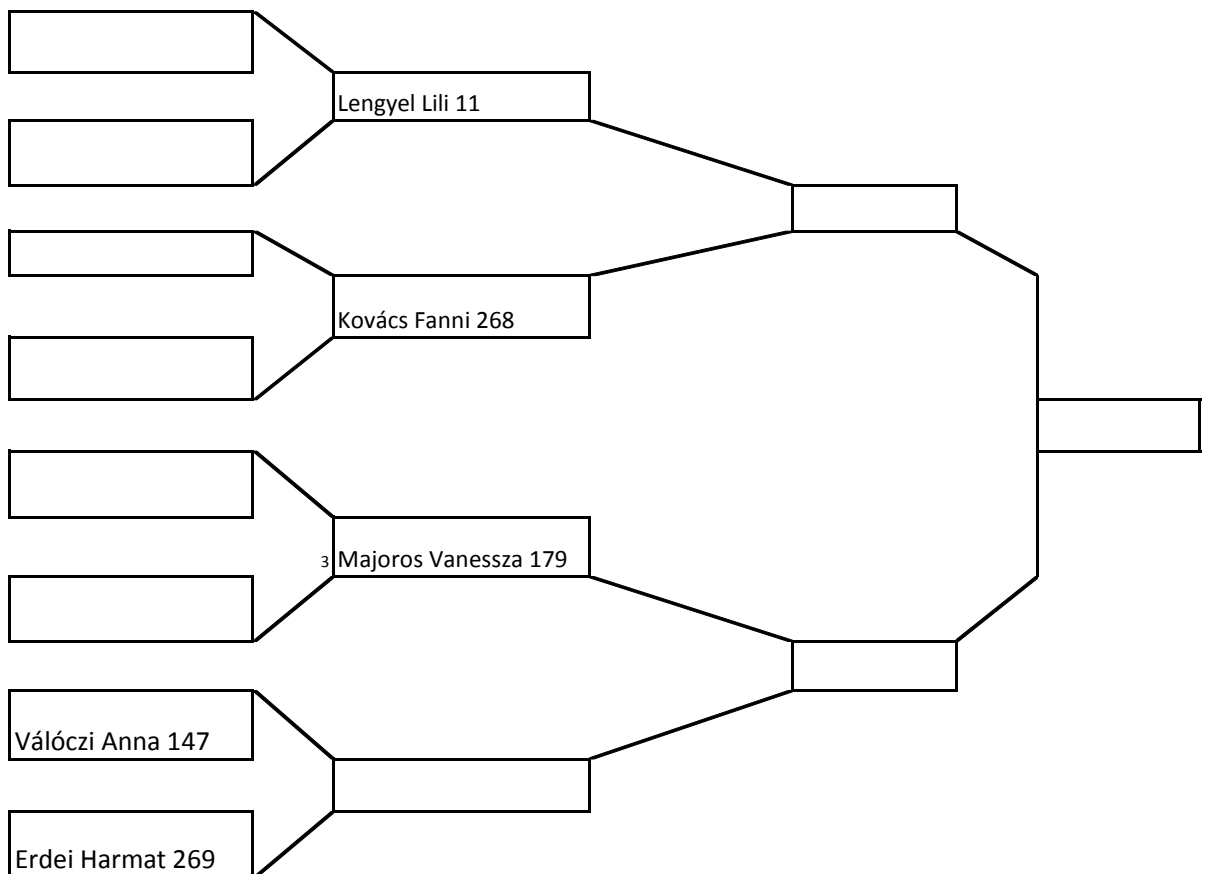 Lengyel Lili 11
Kovács Fanni 268
3 Majoros Vanessza 179
Válóczi Anna 147
Erdei Harmat 269